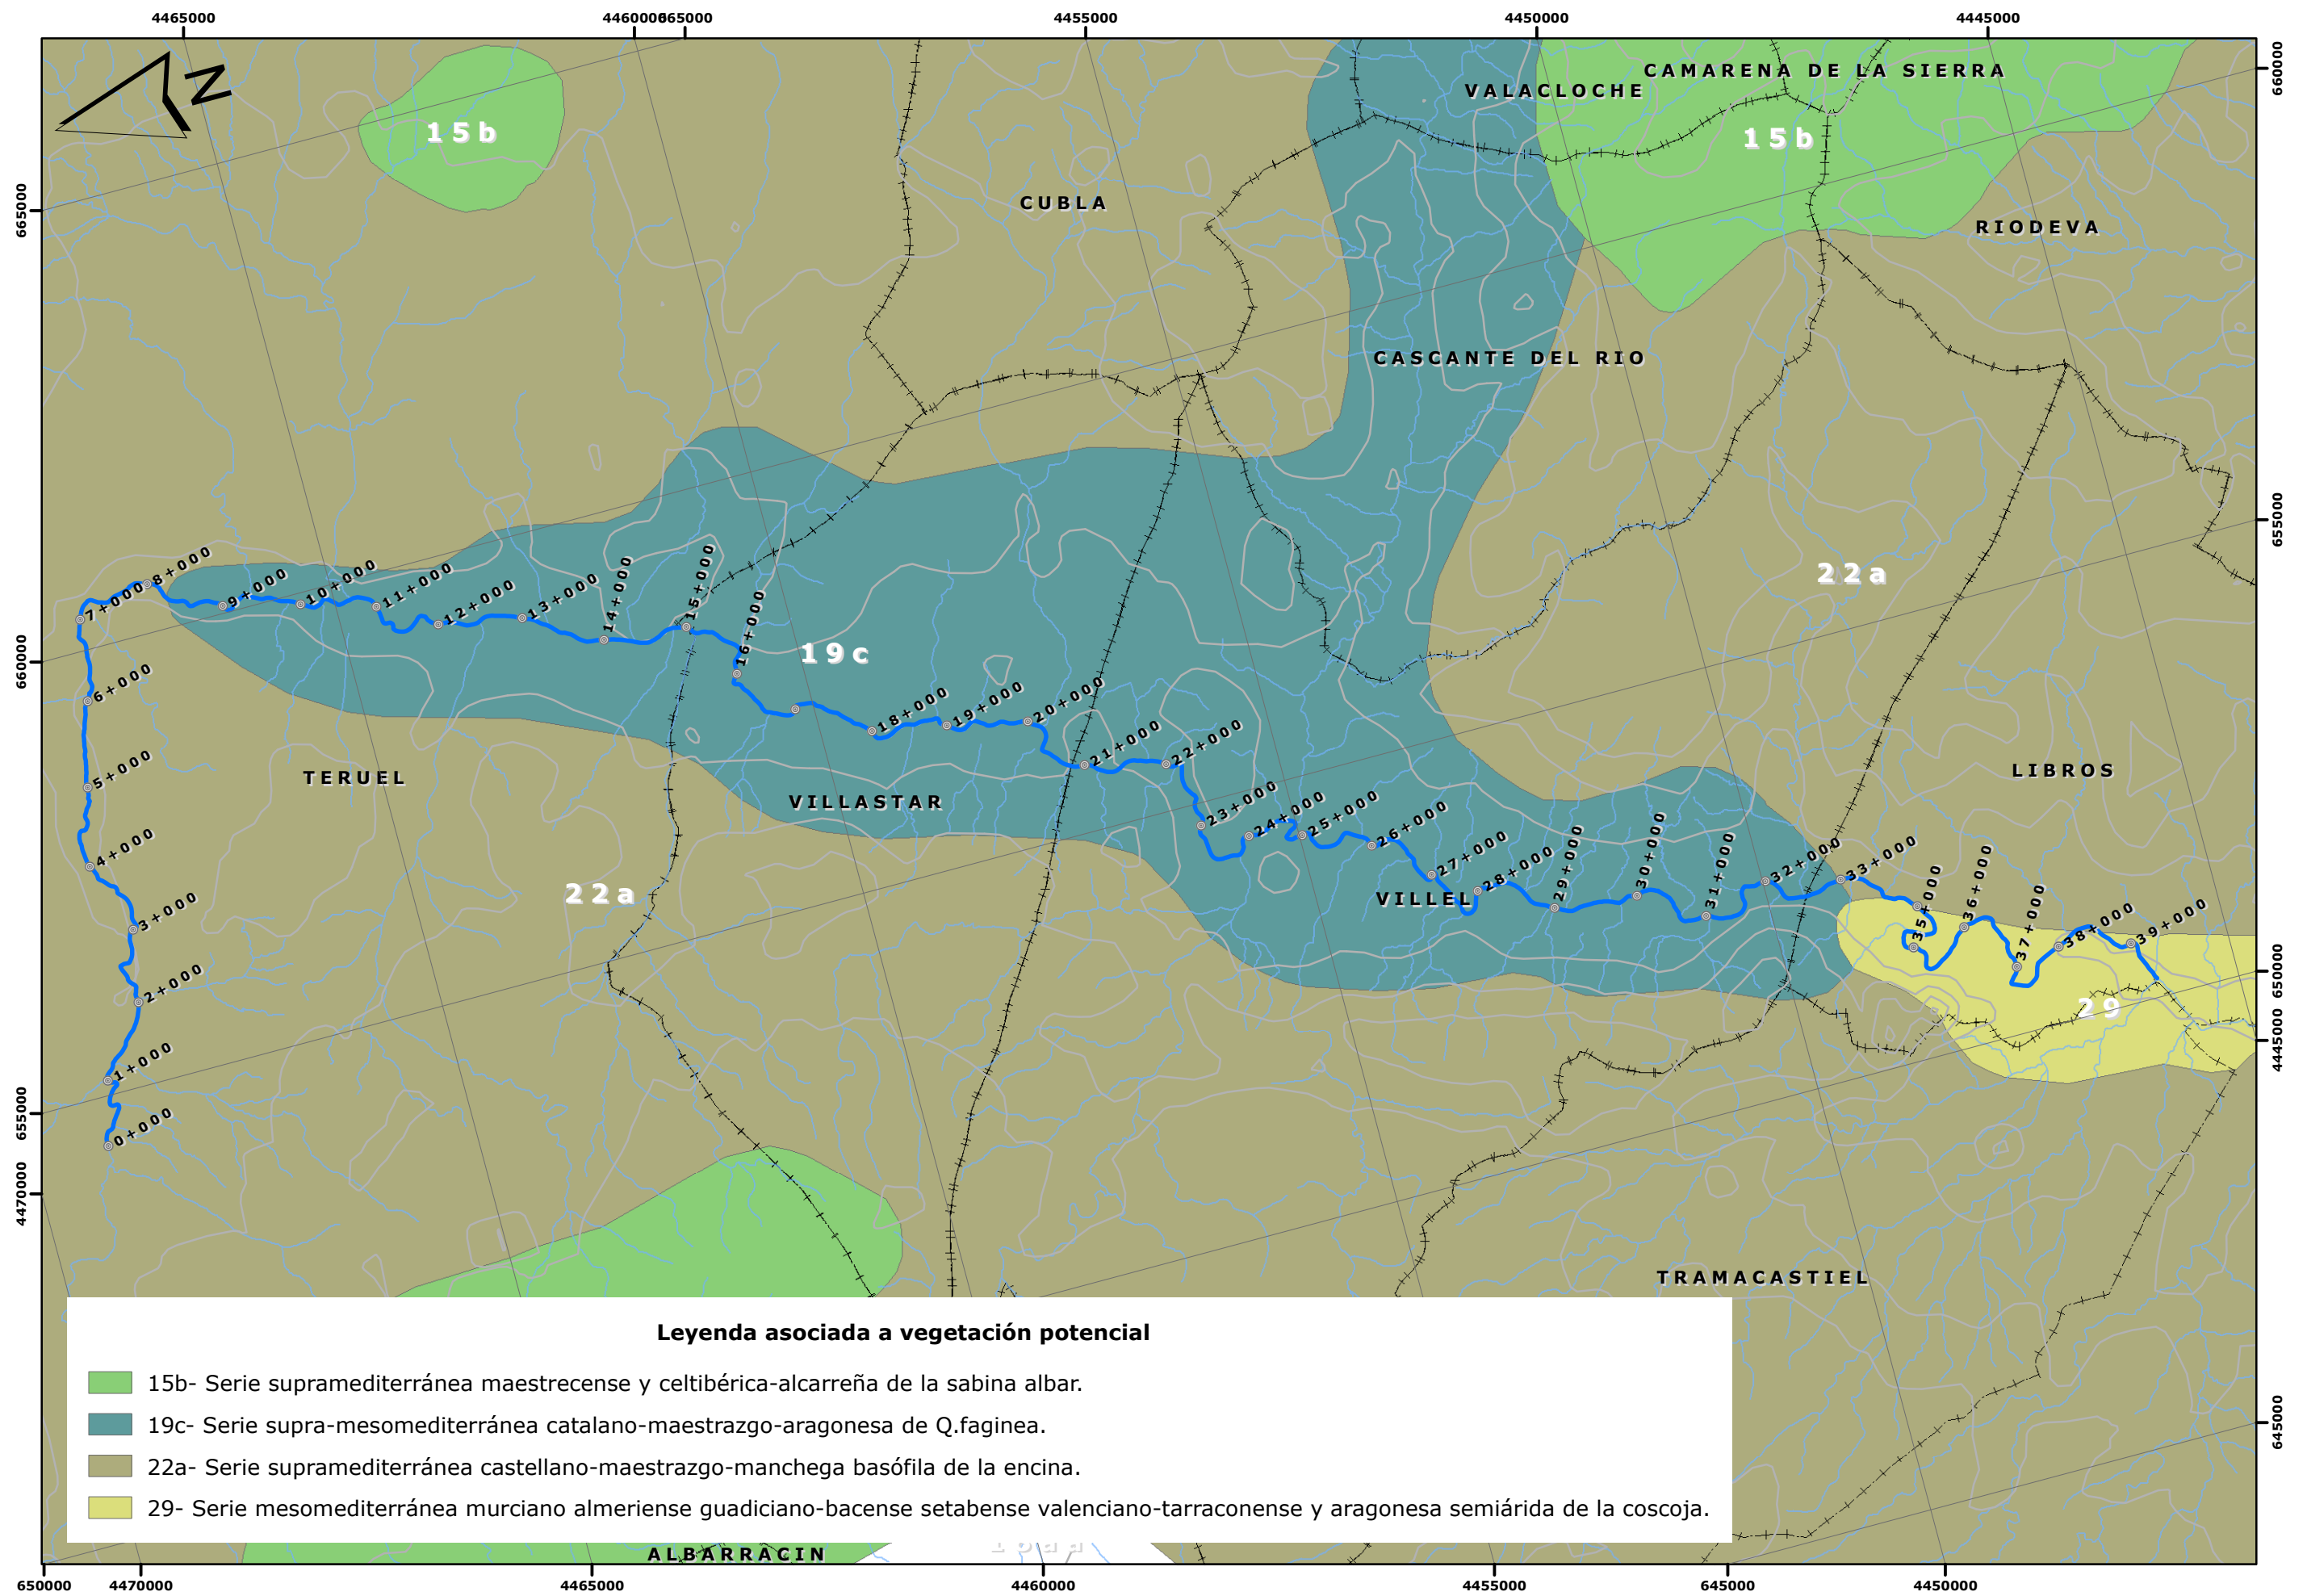 4465000 4460000 665000 4455000 4450000 4445000
N
660000
CAMARENA DE LA SIERRA
VALACLOCHE
15b
15b
665000
CUBLA
RIODEVA
CASCANTE DEL RIO
655000
8+000
7+000
9+000
10+000
11+000
12+000
13+000
14+000
15+000
16+000
22a
19c
660000
6+000
18+000
19+000
20+000
21+000
22+000
5+000
TERUEL
VILLASTAR
LIBROS
23+000
24+000
25+000
26+000
4+000
27+000
28+000
29+000
30+000
31+000
32+000
33+000
22a
VILLEL
3+000
35+000
36+000
37+000
38+000
39+000
650000
2+000
29
445000
1+000
655000
0+000
4470000
TRAMACASTIEL
Leyenda asociada a vegetación potencial
15b- Serie supramediterránea maestrecense y celtibérica-alcarreña de la sabina albar.
19c- Serie supra-mesomediterránea catalano-maestrazgo-aragonesa de Q.faginea.
645000
22a- Serie supramediterránea castellano-maestrazgo-manchega basófila de la encina.
29- Serie mesomediterránea murciano almeriense guadiciano-bacense setabense valenciano-tarraconense y aragonesa semiárida de la coscoja.
ALBARRACIN
650000 4470000 4465000 4460000 4455000 645000 4450000